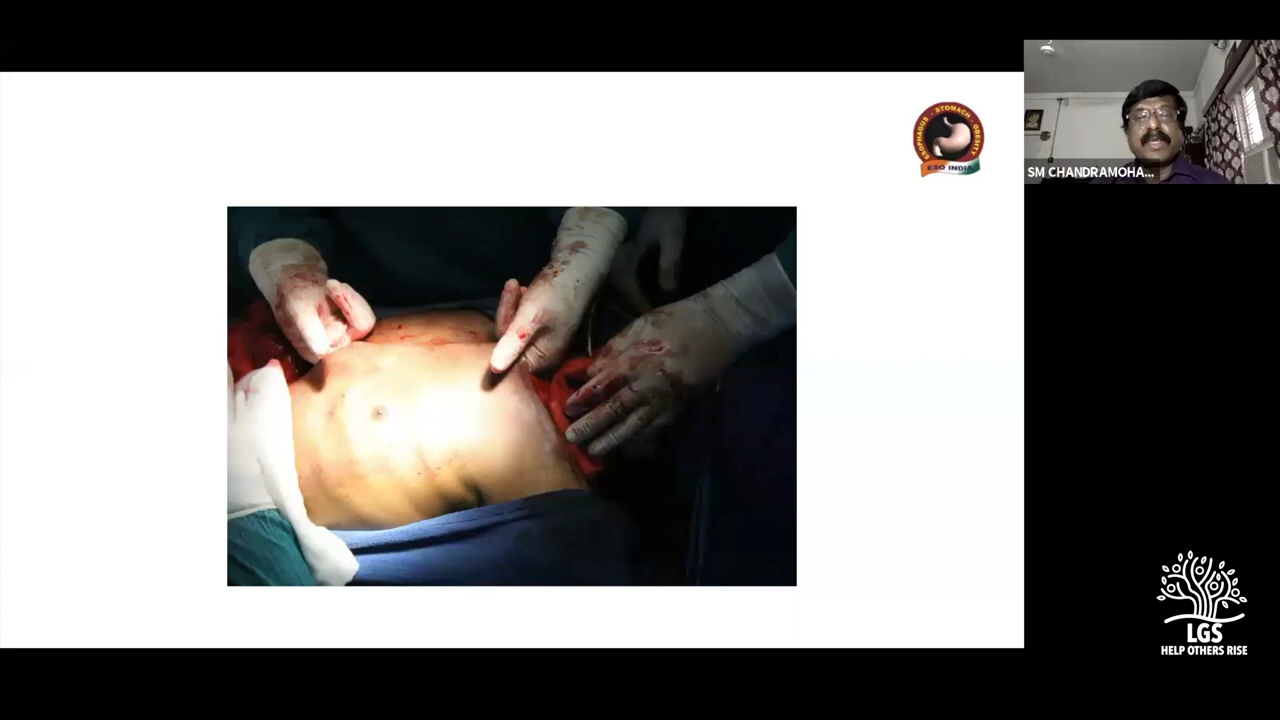 ESOPHAGUS - STOMACH - OBESITY
ESO INDIA
SM CHANDRAMOHA...
LGS
HELP OTHERS RISE